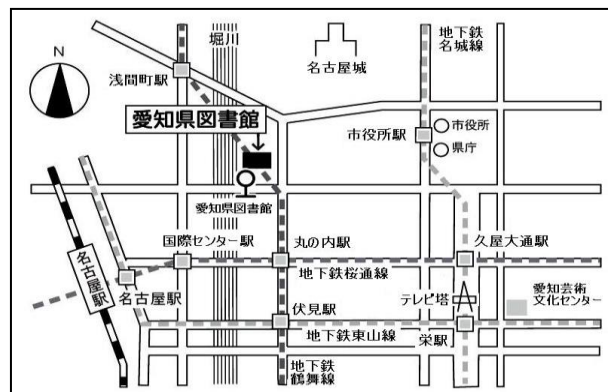 N
堀川
地下鉄
名城線
名古屋城
浅間町駅
愛知県図書館
市役所駅
市役所
県庁
愛知県図書館
国際センター駅
丸の内駅
久屋大通駅
地下鉄桜通線
名古屋駅
名古屋駅
伏見駅
テレビ塔
愛知芸術
文化センター
地下鉄東山線
栄駅
地下鉄
鶴舞線